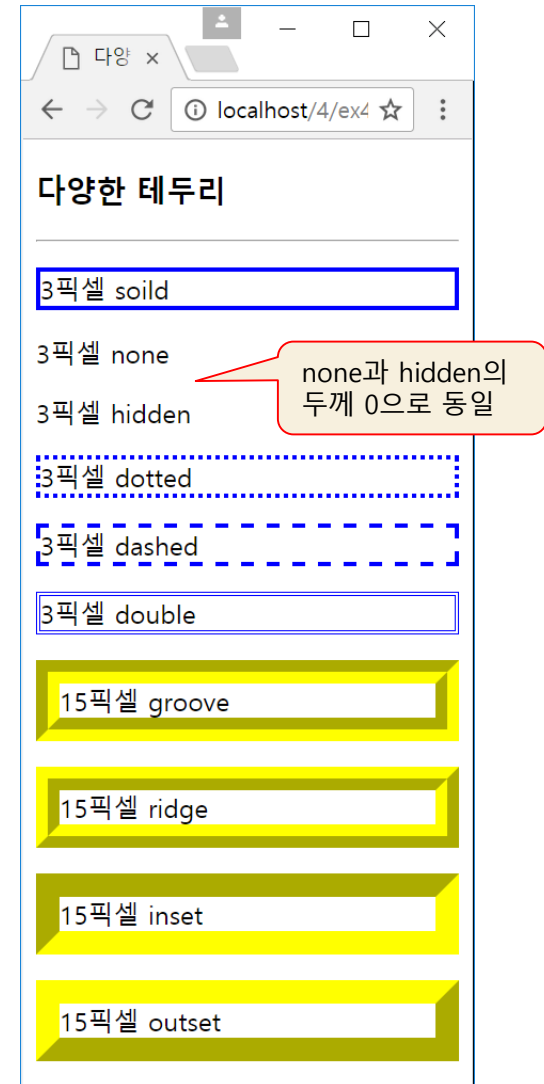 다양
localhost/4/ex4
다양한 테두리
3픽셀 soild
3픽셀 none
none과 hidden의
두께 0으로 동일
3픽셀 hidden
3픽셀 dotted
3픽셀 dashed
3픽셀 double
15픽셀 groove
15픽셀 ridge
15픽셀 inset
15픽셀 outset